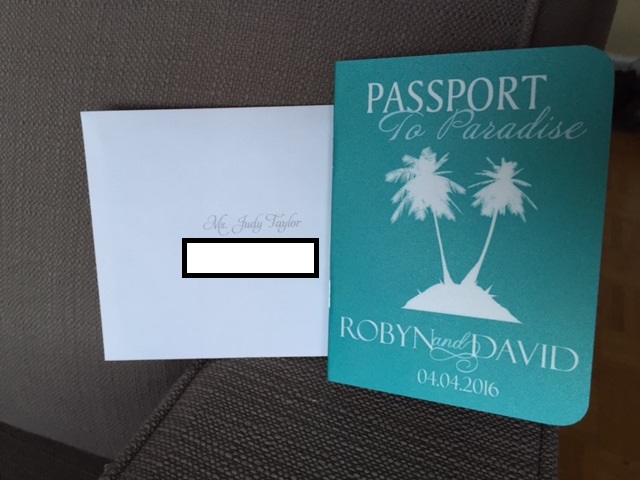 Ms. Judy Taylor
PASSPORT
To Paradise
ROBYN and DAVID
04.04.2016